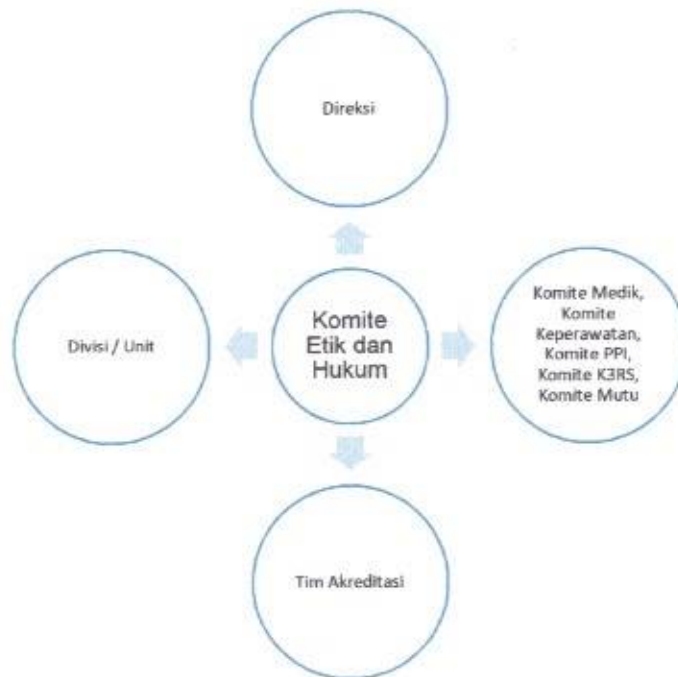 Direksi
Divisi / Unit
Komite
Etik dan
Hukum
Komite Medik,
Komite
Keperawatan,
Komite PPI,
Komite K3RS,
Komite Mutu
Tim Akreditasi